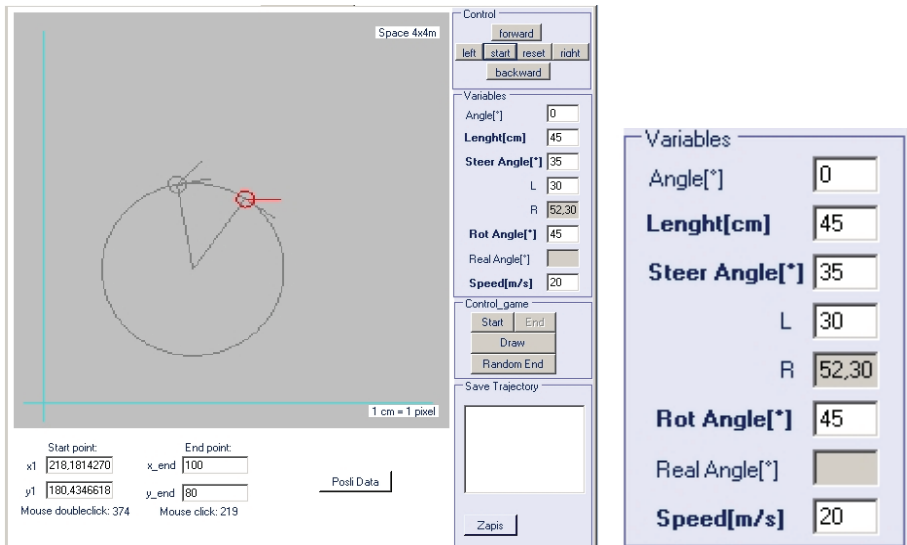 Space 4x4m
1 cm = 1 pixel
Control
forward
left start reset right
backward
Variables
Angle[°] 0
Lenght[cm] 45
Steer Angle[°] 35
L 30
R 52,30
Rot Angle[°] 45
Real Angle[°]
Speed[m/s] 20
Control_game
Start End
Draw
Random End
Save Trajectory
Zapis
Start point: End point:
x1 218,1814270 x_end 100
y1 180,4346618 y_end 80
Mouse doubleclick: 374 Mouse click: 219
Posli Data
Variables
Angle[°] 0
Lenght[cm] 45
Steer Angle[°] 35
L 30
R 52,30
Rot Angle[°] 45
Real Angle[°]
Speed[m/s] 20